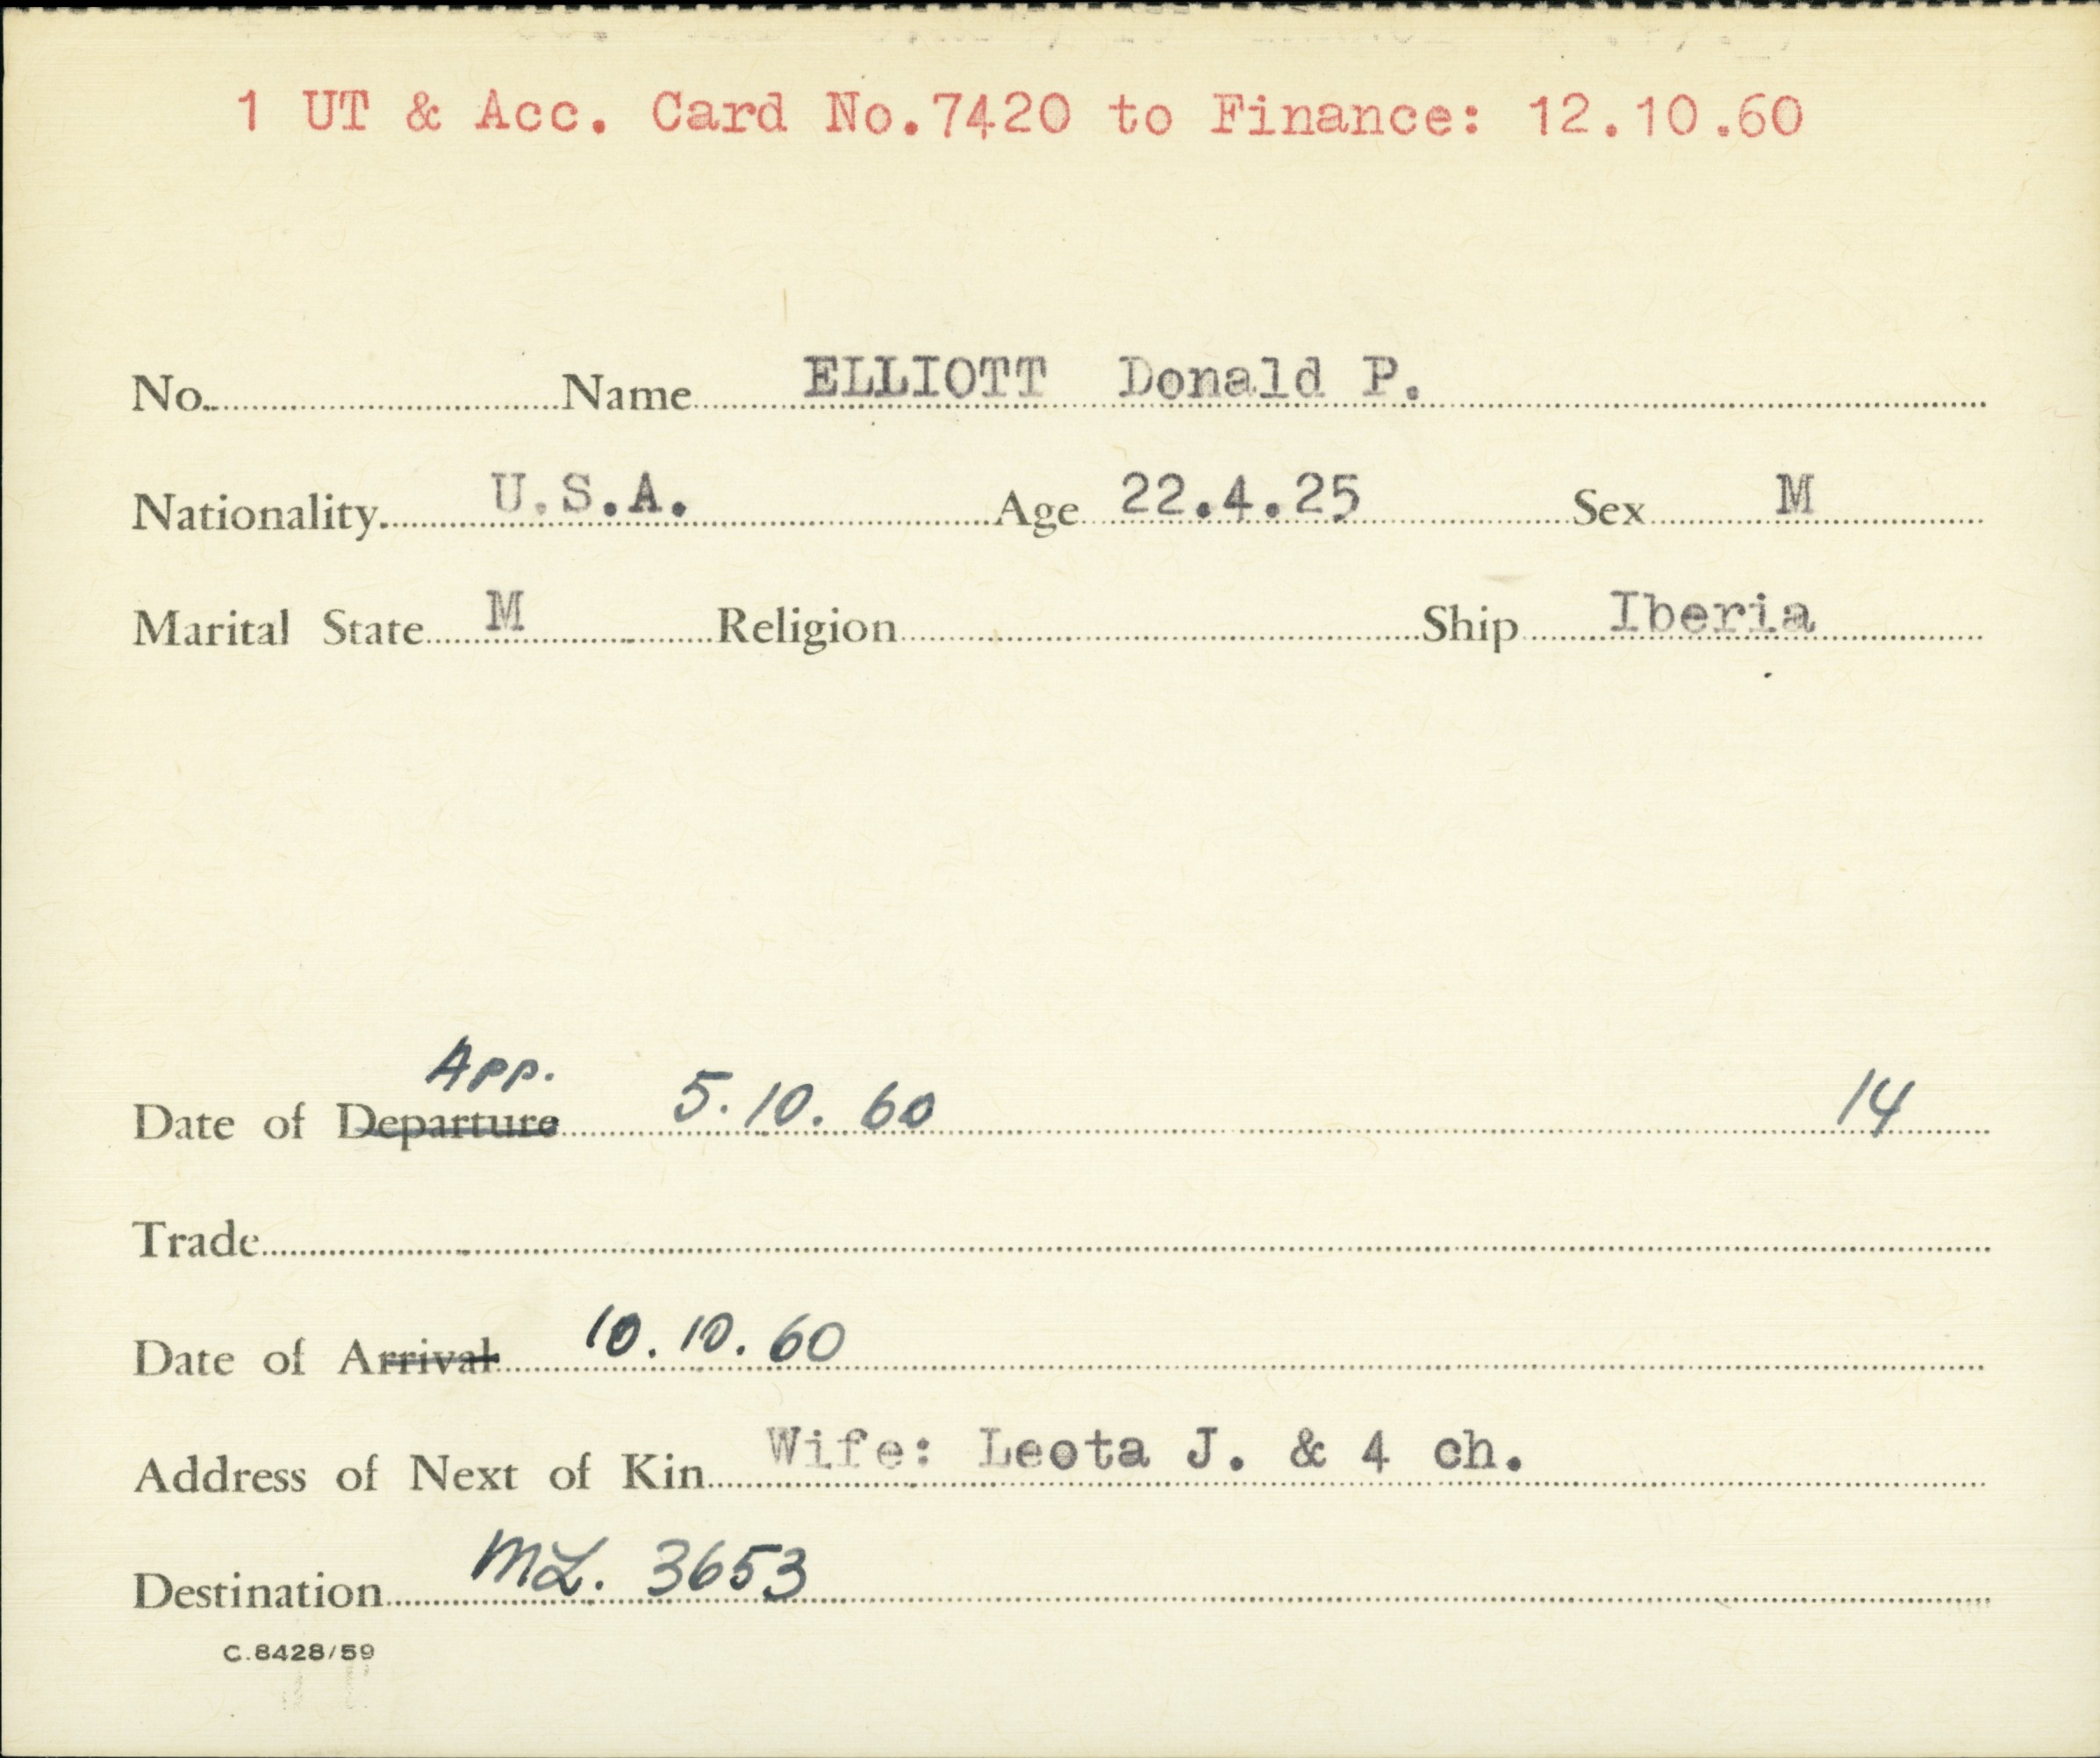 1 UT & Acc. Card No.7420 to Finance: 12.10.60
No. Name ELLIOTT Donald P.
Nationality U.S.A. Age 22.4.25 Sex M
Marital State M Religion Ship Iberia
App.
Date of Departure 5.10.60 14
Trade
Date of Arrival 10.10.60
Address of Next of Kin Wife: Leota J. & 4 ch.
Destination ML. 3653
C.8428/59